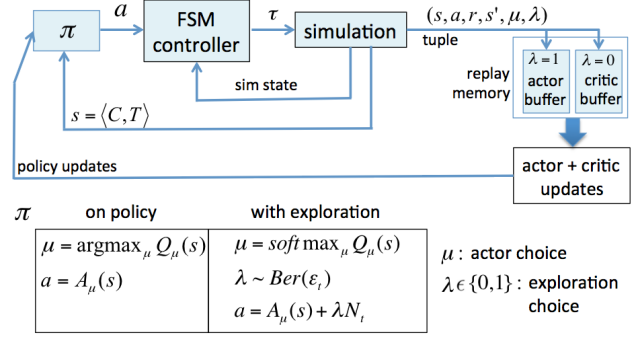 π
a
FSM
controller
τ
simulation
(s, a, r, s', μ, λ)
tuple
sim state
s = ⟨C, T⟩
replay
memory
λ = 1
actor
buffer
λ = 0
critic
buffer
policy updates
actor + critic
updates
π
on policy
with exploration
μ = argmax_μ Q_μ(s)
a = A_μ(s)
μ = soft max_μ Q_μ(s)
λ ~ Ber(ε_t)
a = A_μ(s) + λN_t
μ : actor choice
λ ϵ {0,1} : exploration
choice